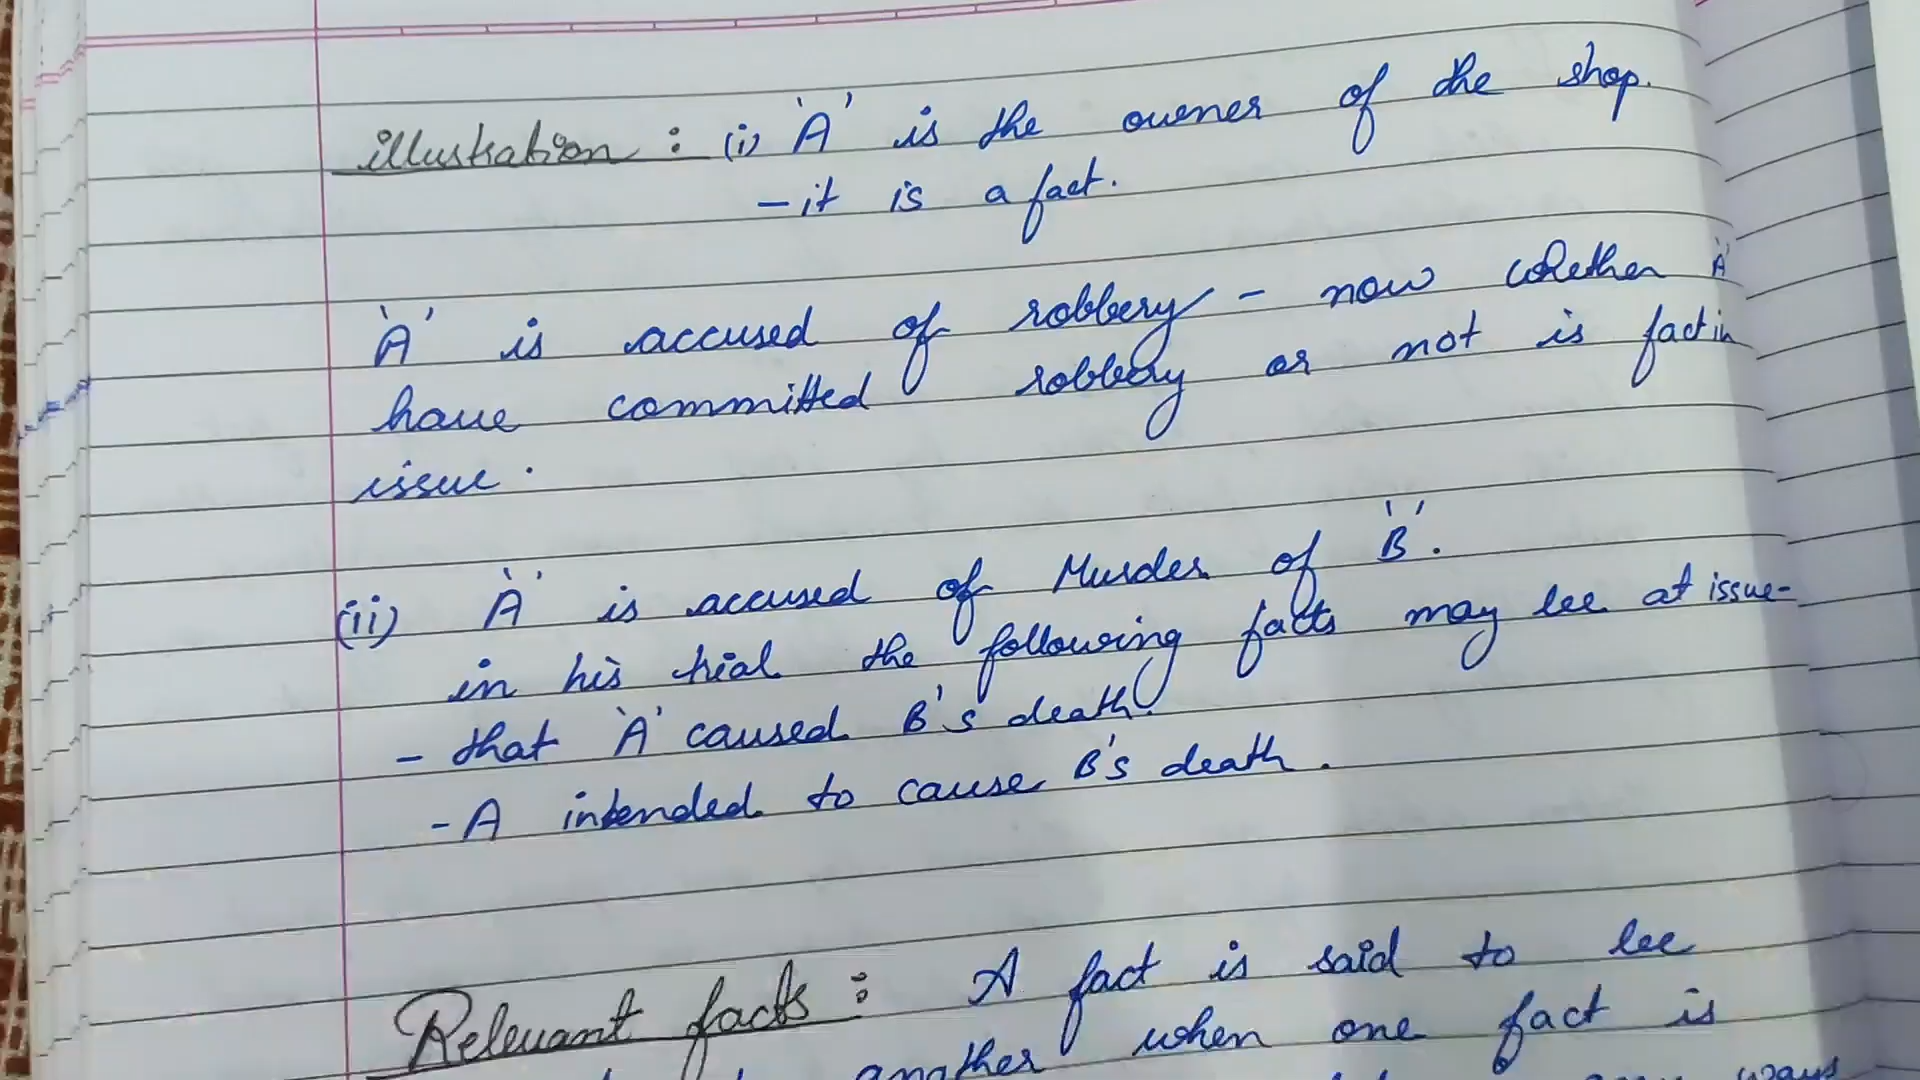 illustration : (i) 'A' is the owner of the shop.
- it is a fact.
'A' is accused of robbery - now whether 'A'
have committed robbery or not is fact in
issue.
(ii) 'A' is accused of Murder of 'B'.
in his trial the following facts may be at issue-
- that 'A' caused B's death.
- A intended to cause B's death.
Relevant facts : A fact is said to be
another when one fact is
ways